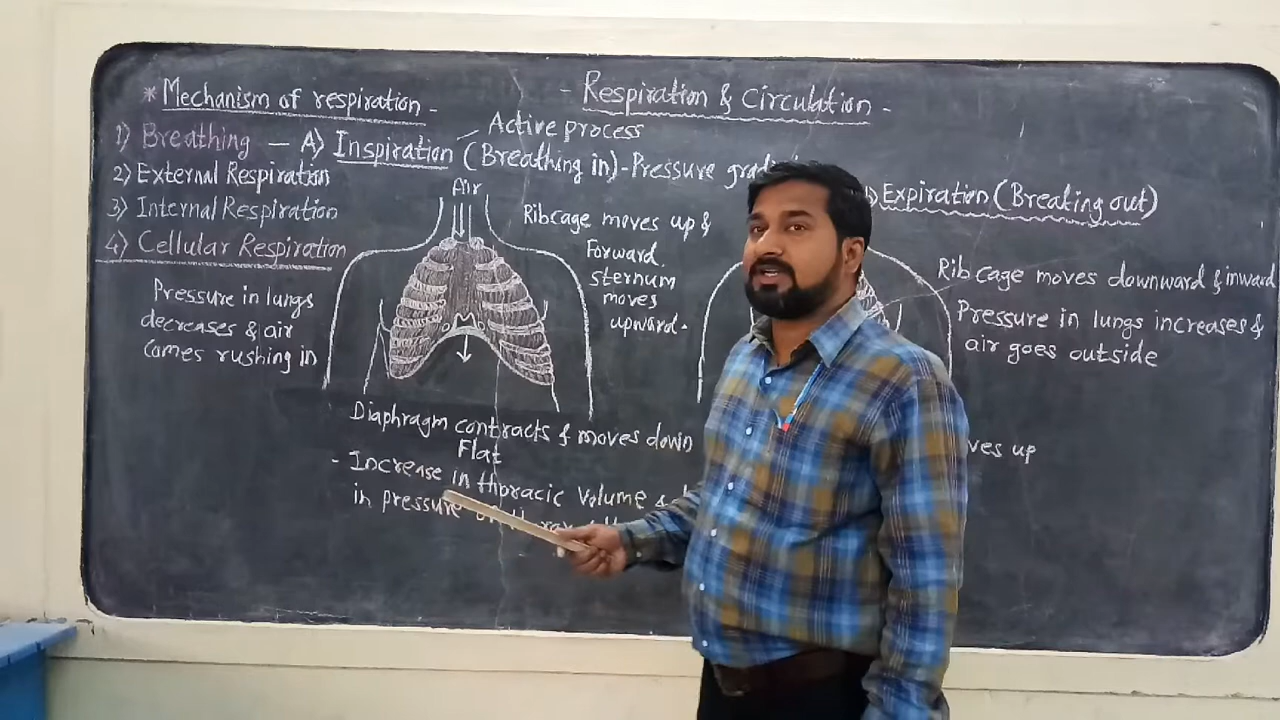 - Respiration & Circulation -
* Mechanism of respiration -
1) Breathing - A) Inspiration (Breathing in) - Pressure
Active process
2) External Respiration
3) Internal Respiration
4) Cellular Respiration
Pressure in lungs
decreases & air
comes rushing in
Air
Ribcage moves up &
Forward.
sternum
moves
upward.
Diaphragm contracts & moves down
Flat
- Increase in thoracic volume &
in pressure
Expiration (Breating out)
Rib cage moves downward & inward
Pressure in lungs increases &
air goes outside
up